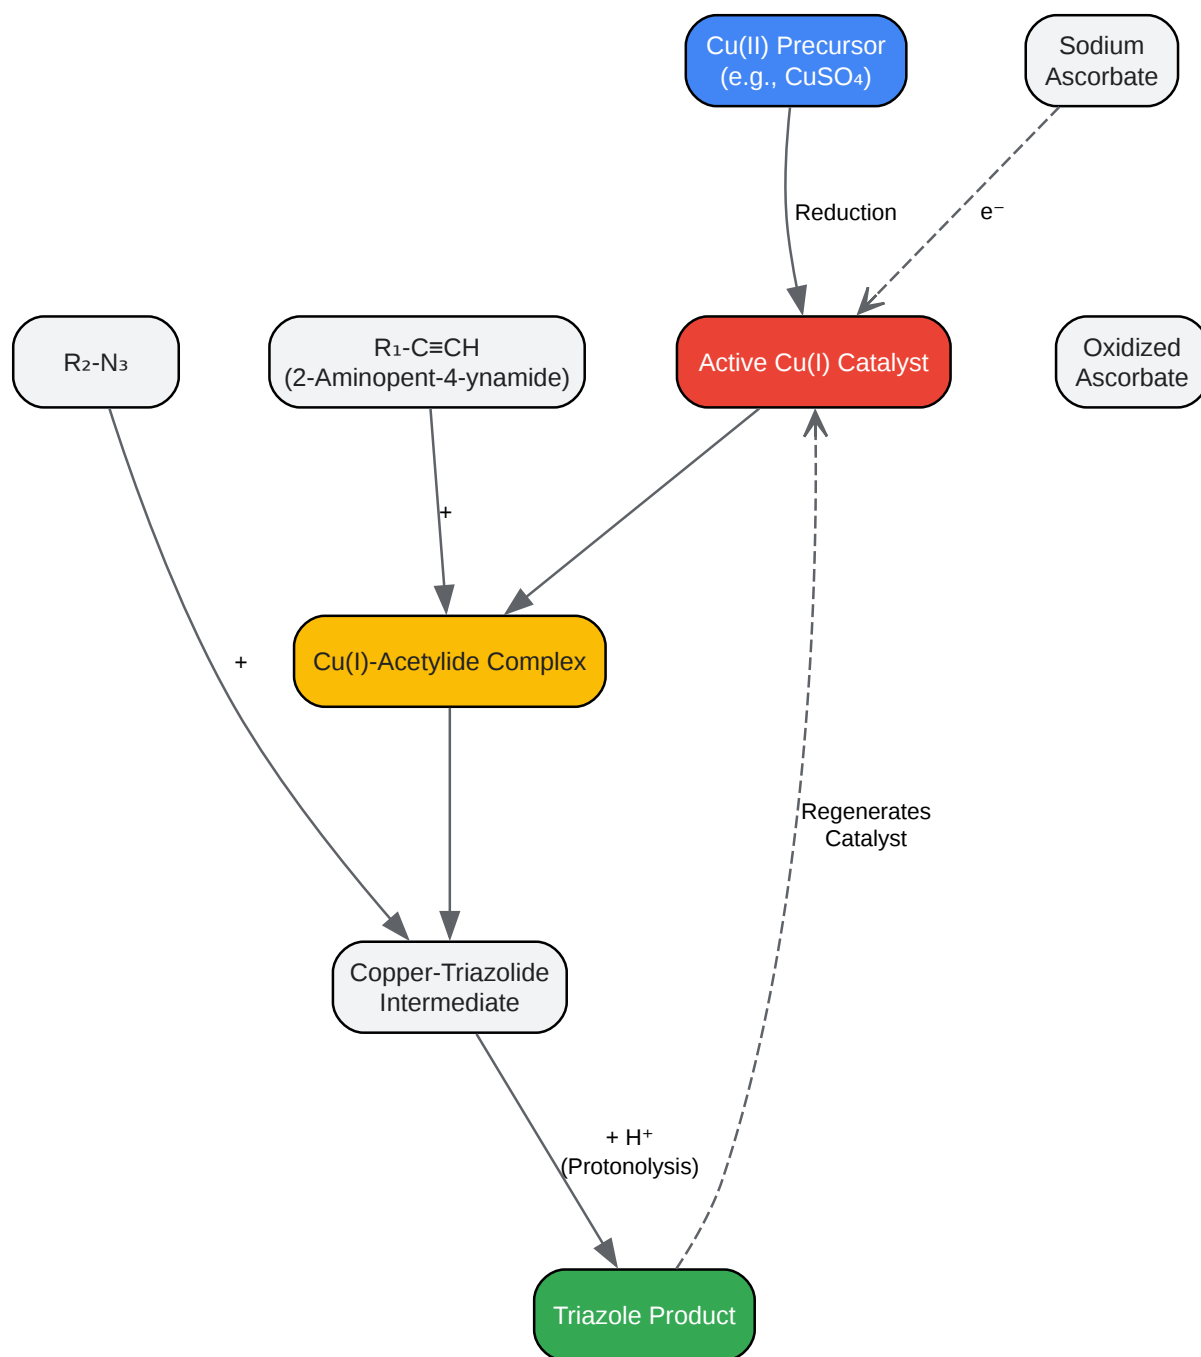 Cu(II) Precursor
(e.g., CuSO₄)
Sodium
Ascorbate
Reduction
e⁻
R₂-N₃
R₁-C≡CH
(2-Aminopent-4-ynamide)
Active Cu(I) Catalyst
Oxidized
Ascorbate
+
Cu(I)-Acetylide Complex
+
Regenerates
Catalyst
Copper-Triazolide
Intermediate
+ H⁺
(Protonolysis)
Triazole Product